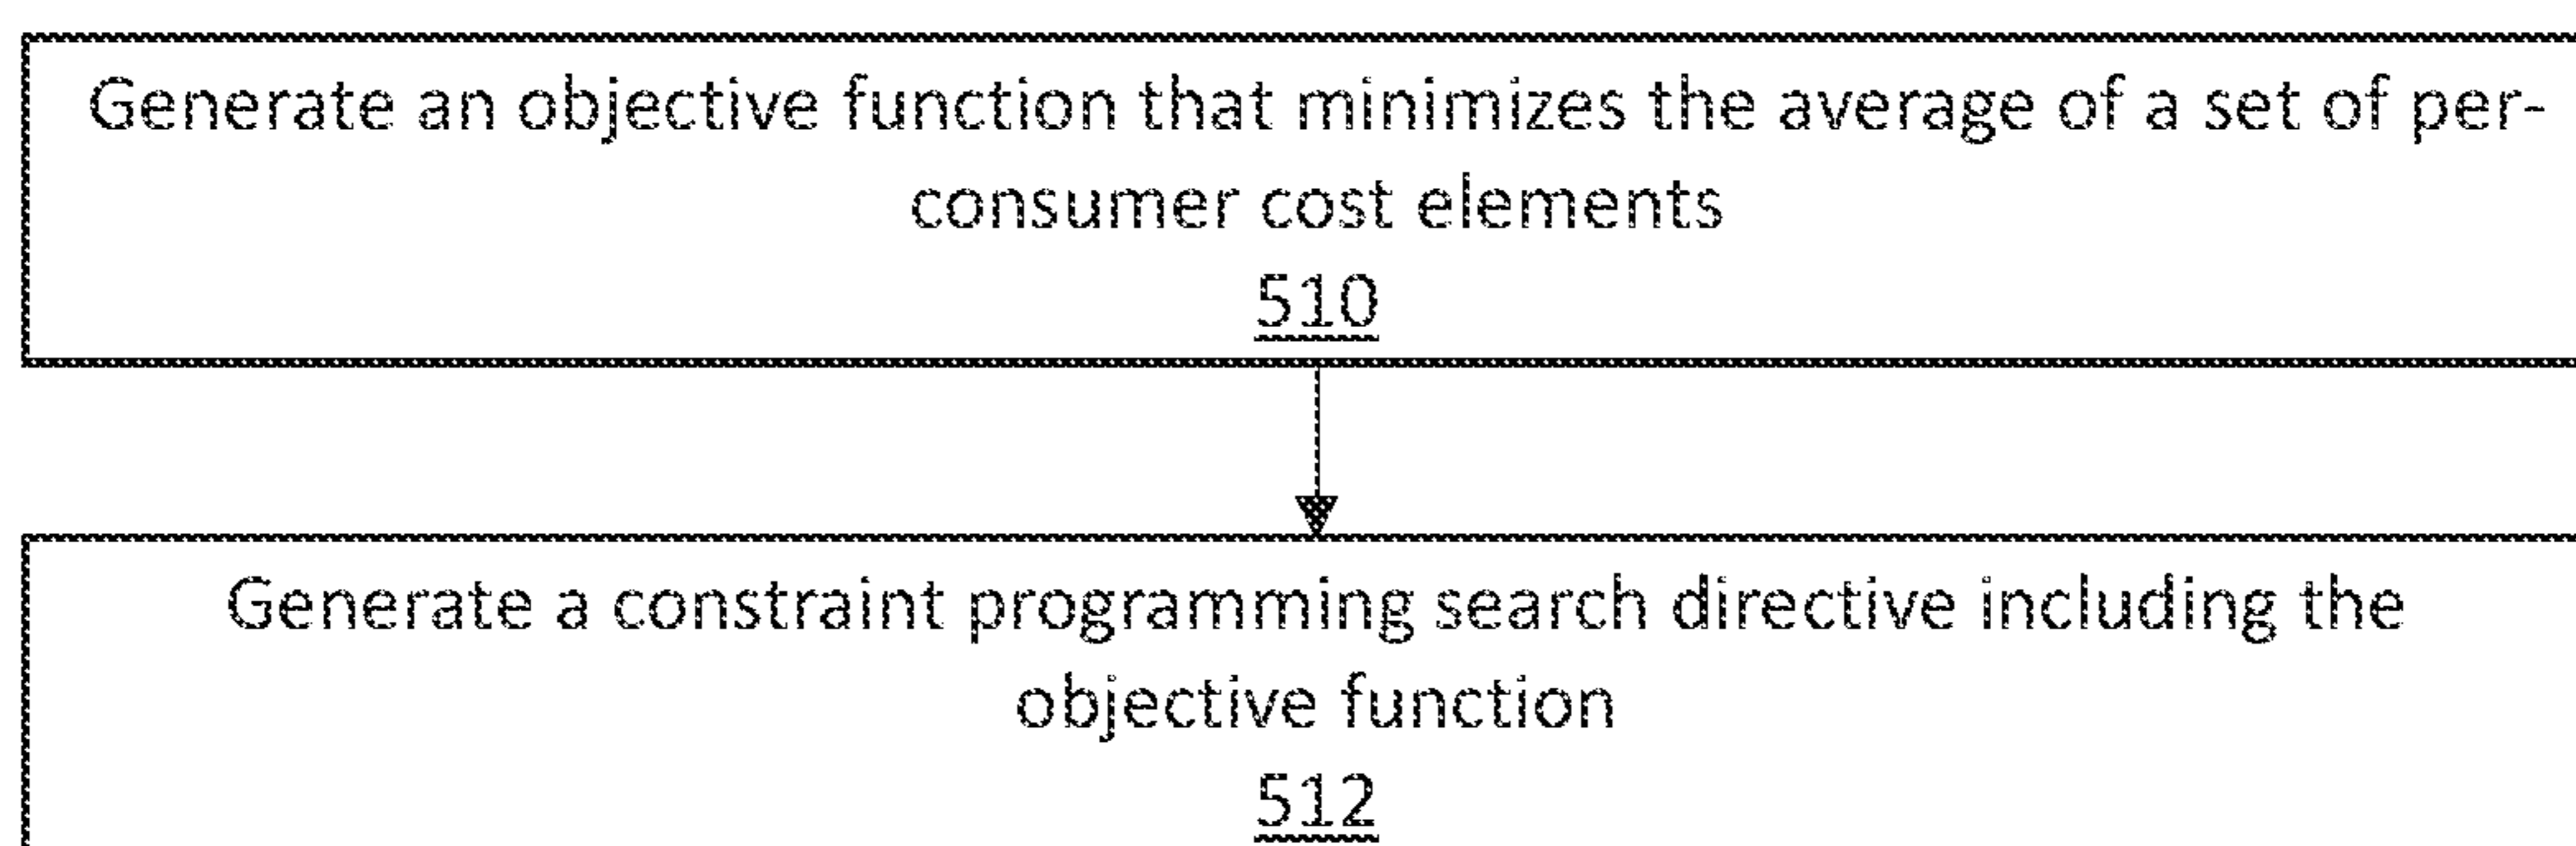 Generate an objective function that minimizes the average of a set of per-
consumer cost elements
510
Generate a constraint programming search directive including the
objective function
512